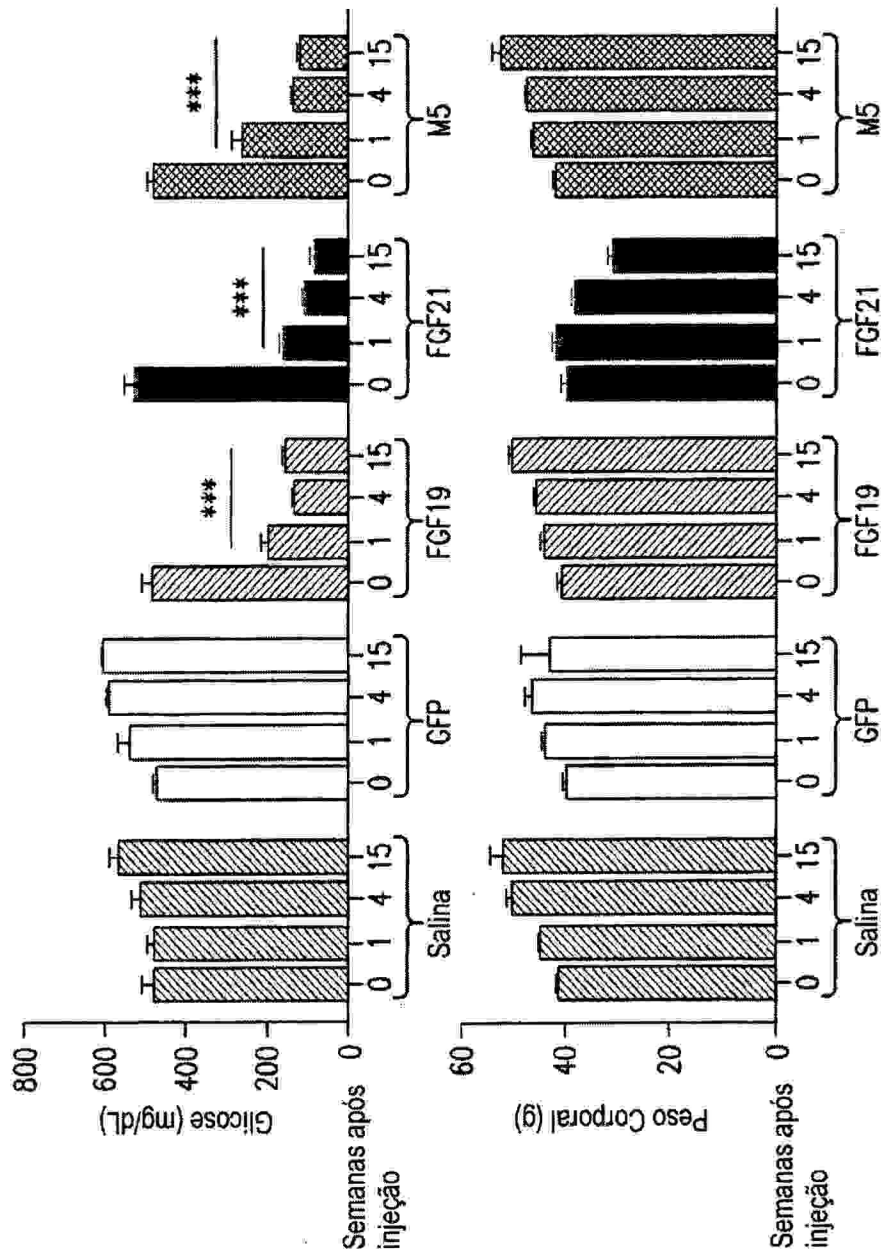 Glicose (mg/dL)
800
600
400
200
0
*** *** ***
0 1 4 15 0 1 4 15 0 1 4 15 0 1 4 15 0 1 4 15
Semanas após
injeção
Salina GFP FGF19 FGF21 M5
Peso Corporal (g)
60
40
20
0
0 1 4 15 0 1 4 15 0 1 4 15 0 1 4 15 0 1 4 15
Semanas após
injeção
Salina GFP FGF19 FGF21 M5